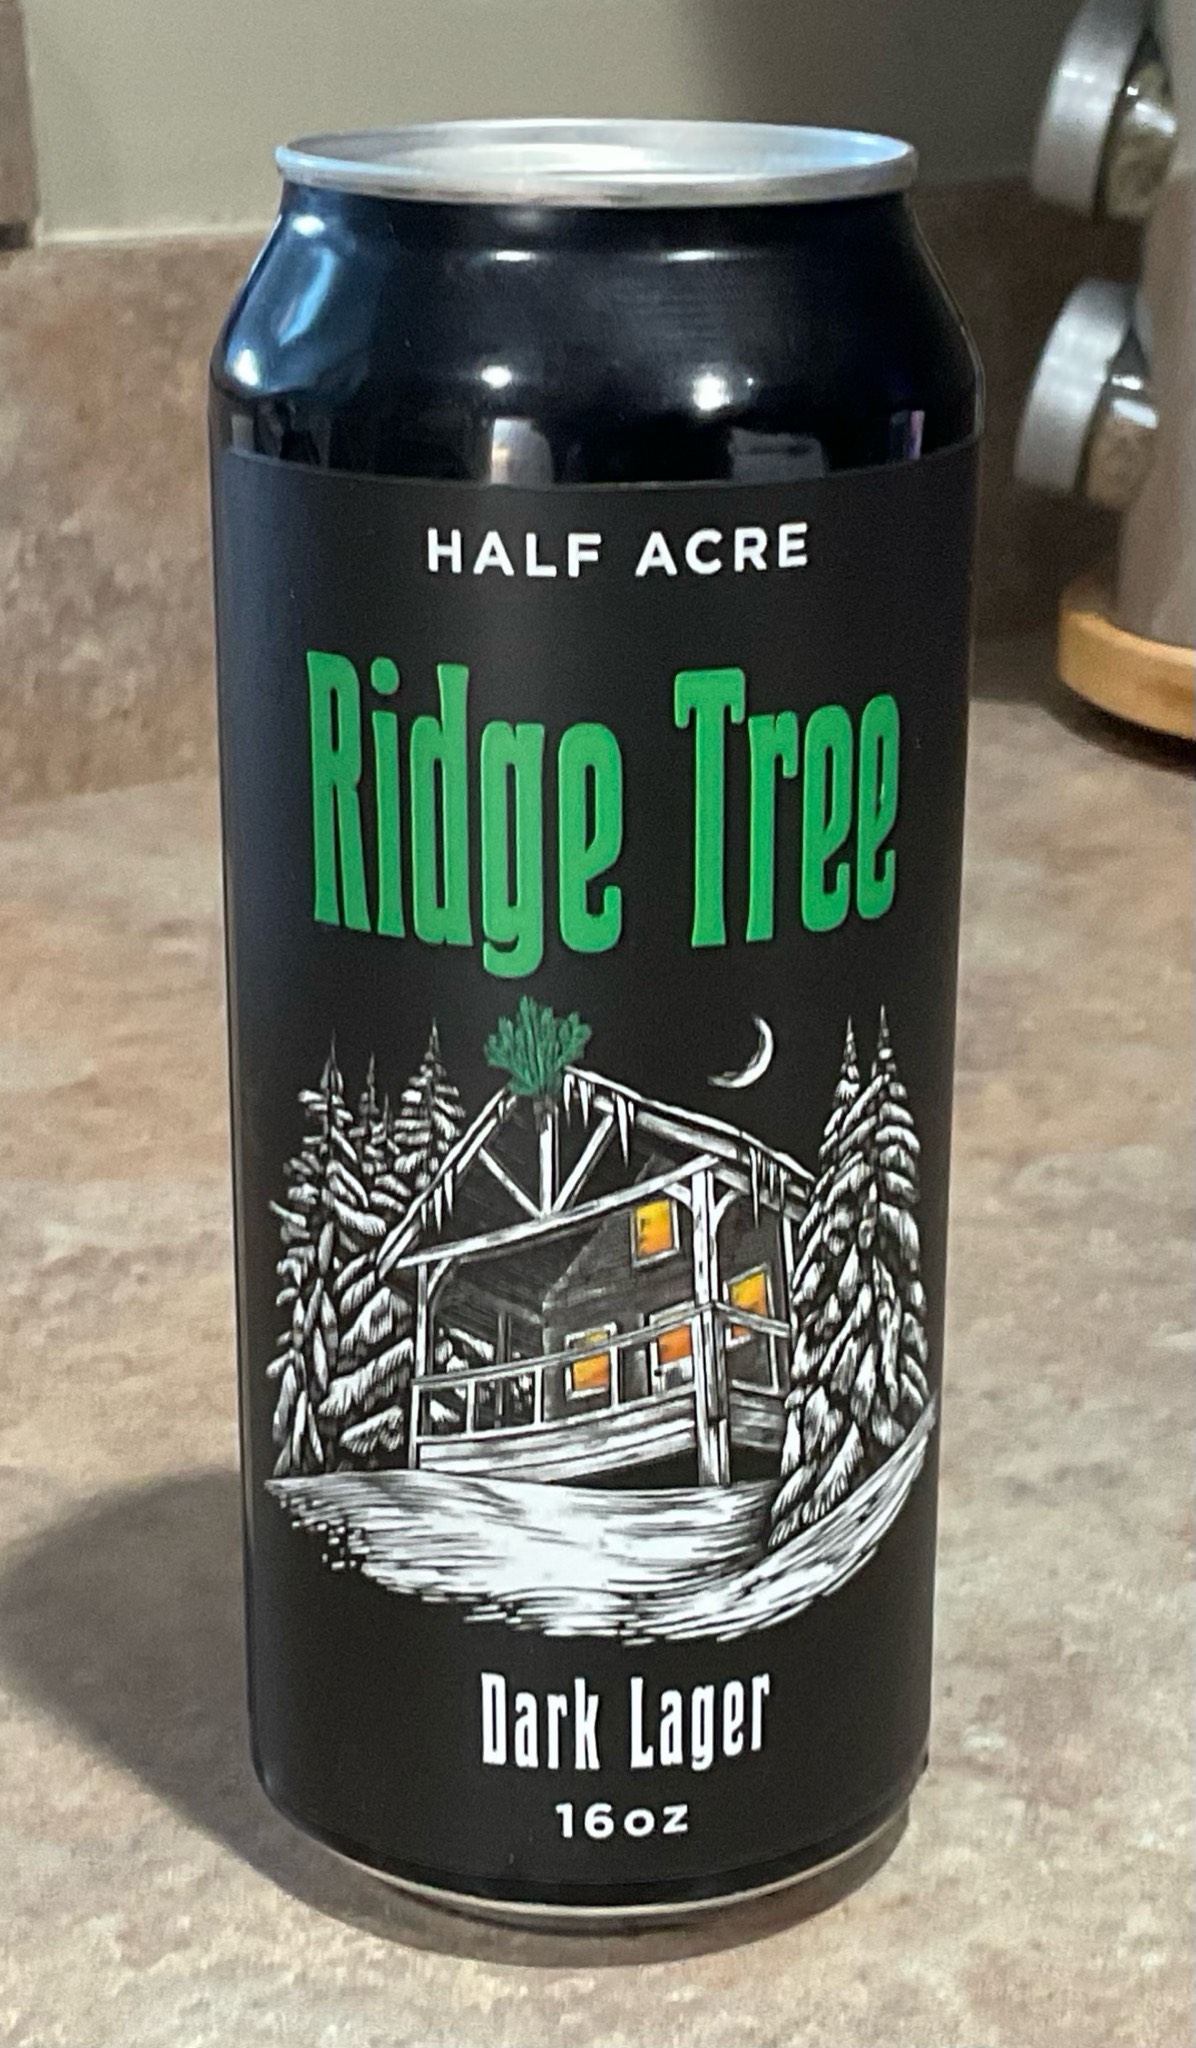 HALF ACRE
Ridge Tree
Dark Lager
16oz